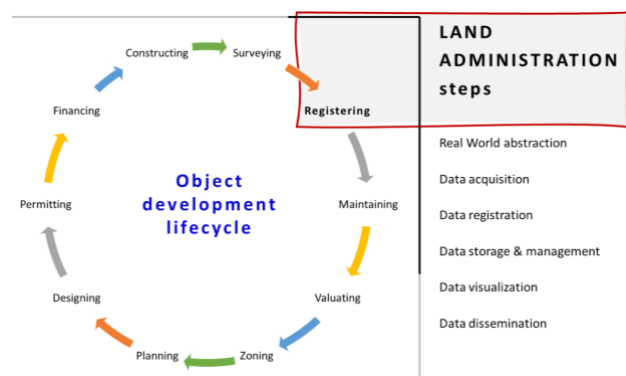 LAND
ADMINISTRATION
steps
Constructing
Surveying
Financing
Registering
Real World abstraction
Object
development
lifecycle
Data acquisition
Permitting
Maintaining
Data registration
Data storage & management
Designing
Valuating
Data visualization
Data dissemination
Planning
Zoning